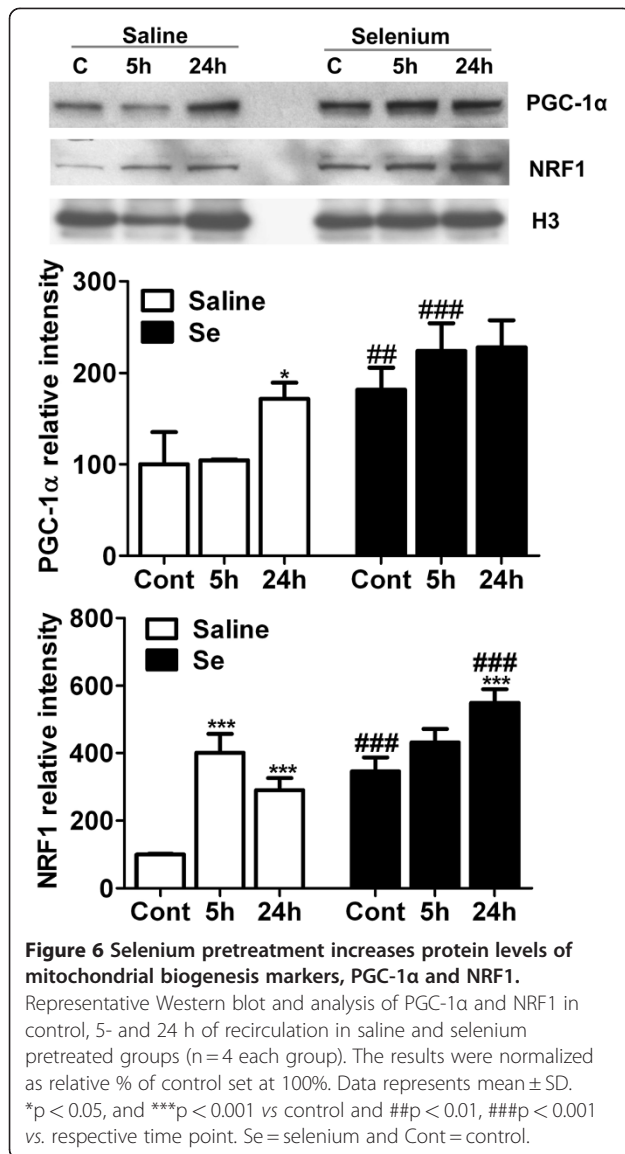 Saline Selenium
C 5h 24h C 5h 24h
PGC-1α
NRF1
H3
PGC-1α relative intensity
300
200
100
0
Saline
Se
*
##
###
Cont 5h 24h Cont 5h 24h
NRF1 relative intensity
800
600
400
200
0
Saline
Se
***
***
###
###
***
Cont 5h 24h Cont 5h 24h
Figure 6 Selenium pretreatment increases protein levels of
mitochondrial biogenesis markers, PGC-1α and NRF1.
Representative Western blot and analysis of PGC-1α and NRF1 in
control, 5- and 24 h of recirculation in saline and selenium
pretreated groups (n = 4 each group). The results were normalized
as relative % of control set at 100%. Data represents mean ± SD.
*p < 0.05, and ***p < 0.001 vs control and ##p < 0.01, ###p < 0.001
vs. respective time point. Se = selenium and Cont = control.